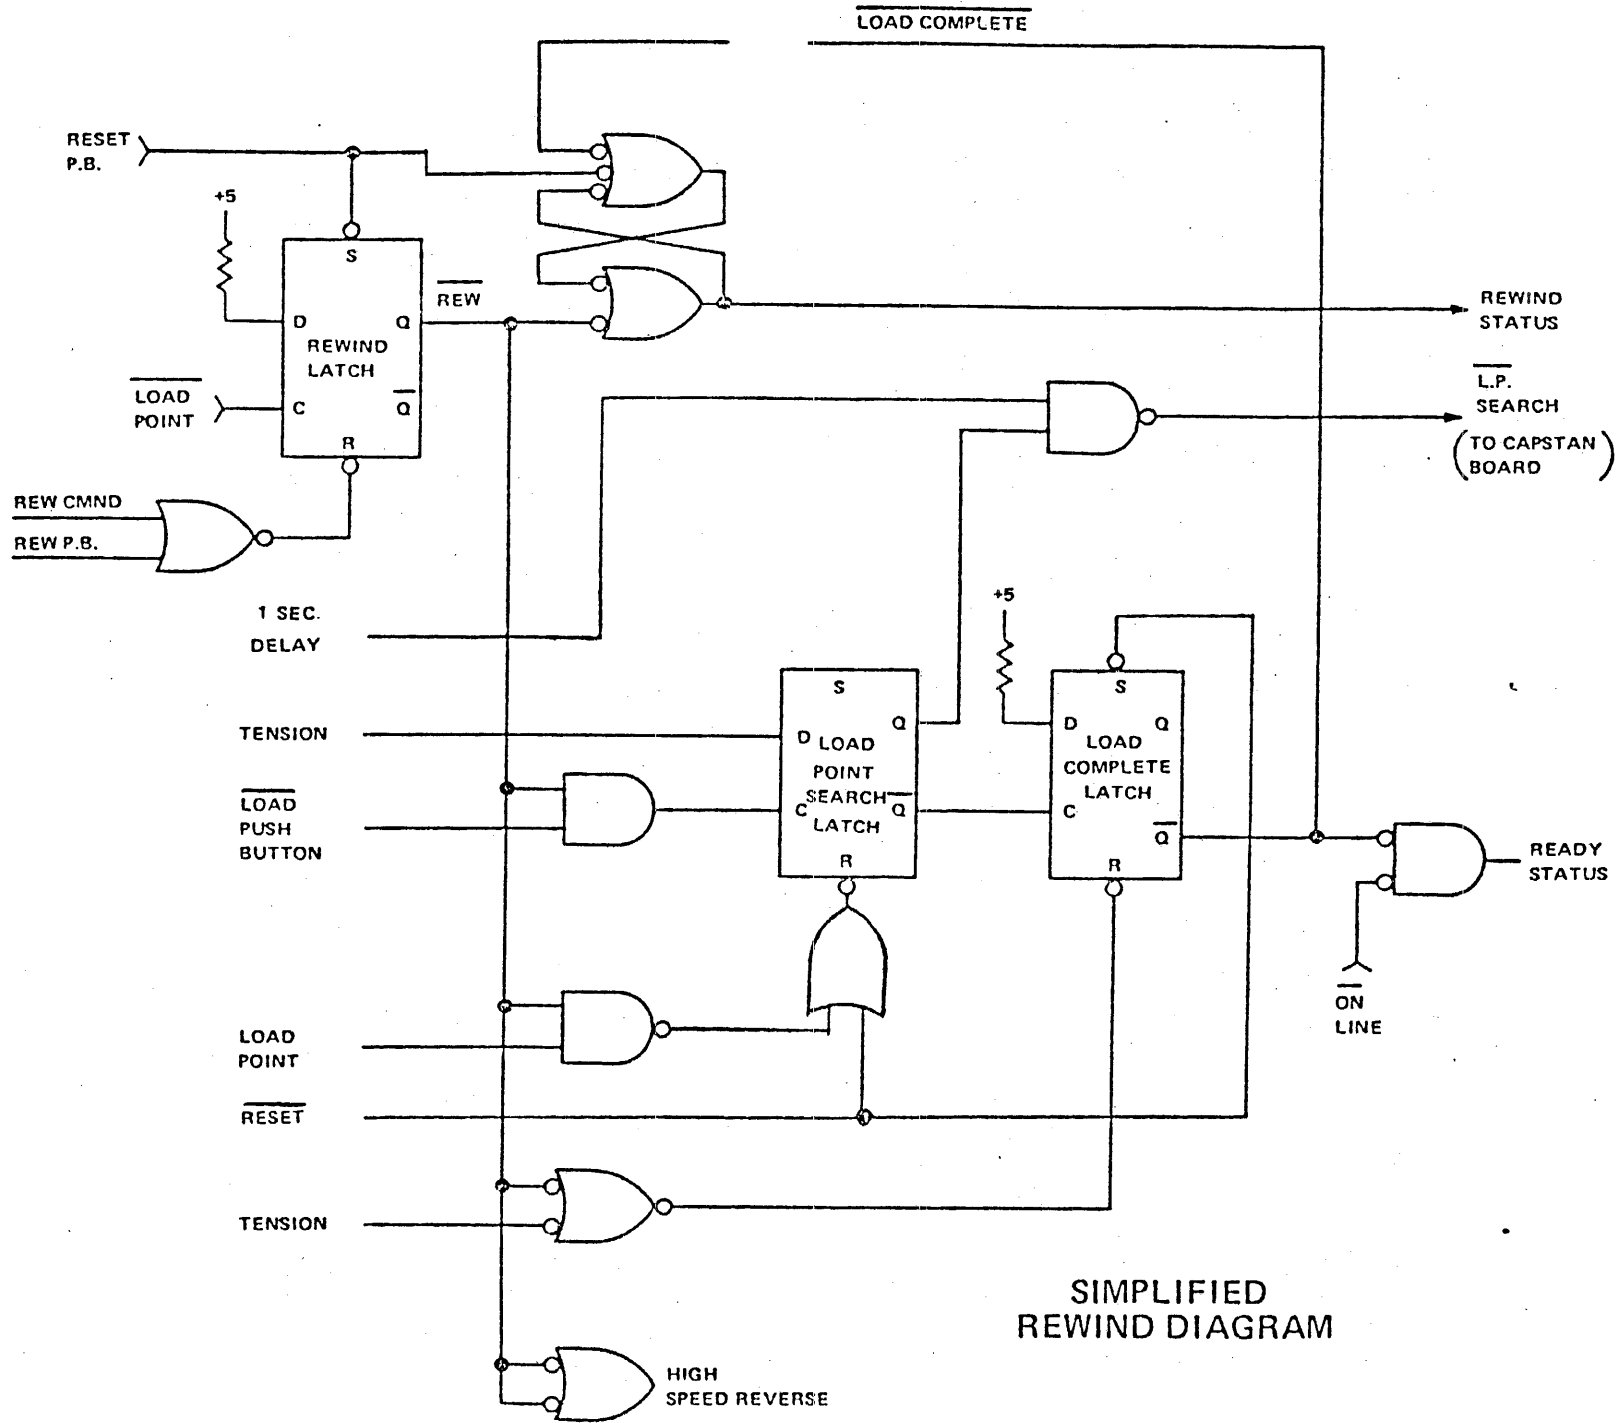 LOAD COMPLETE
RESET
P.B.
+5
S
REW
D
Q
REWIND
LATCH
LOAD
POINT
C
Q
R
REW CMND
REW P.B.
REWIND
STATUS
L.P.
SEARCH
(TO CAPSTAN
BOARD)
1 SEC.
DELAY
+5
TENSION
S
D
Q
LOAD
POINT
SEARCH
LATCH
C
Q
R
S
D
Q
LOAD
COMPLETE
LATCH
C
Q
R
LOAD
PUSH
BUTTON
READY
STATUS
ON
LINE
LOAD
POINT
RESET
TENSION
HIGH
SPEED REVERSE
SIMPLIFIED
REWIND DIAGRAM